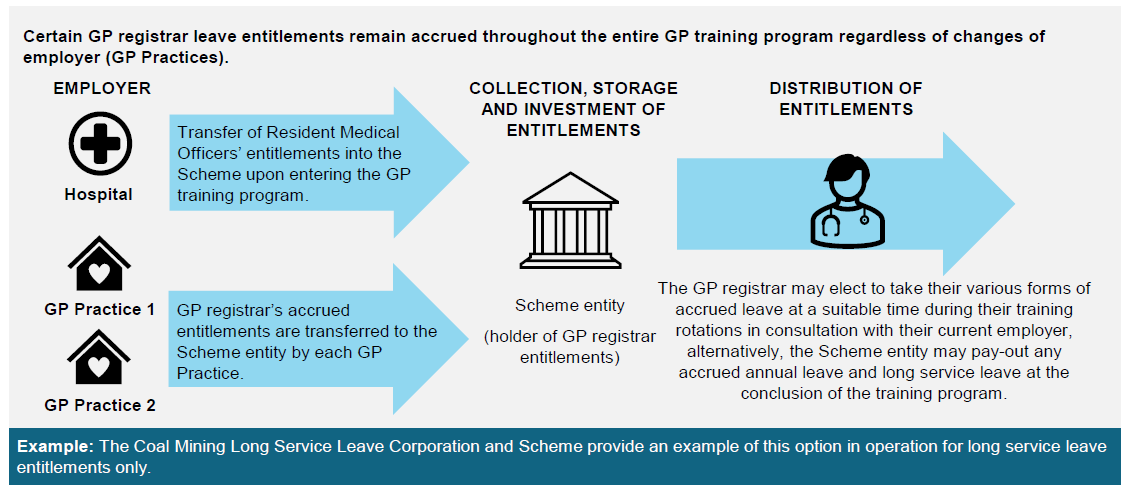 Certain GP registrar leave entitlements remain accrued throughout the entire GP training program regardless of changes of
employer (GP Practices).
EMPLOYER
Hospital
Transfer of Resident Medical
Officers' entitlements into the
Scheme upon entering the GP
training program.
GP Practice 1
GP Practice 2
GP registrar's accrued
entitlements are transferred to the
Scheme entity by each GP
Practice.
COLLECTION, STORAGE
AND INVESTMENT OF
ENTITLEMENTS
Scheme entity
(holder of GP registrar
entitlements)
DISTRIBUTION OF
ENTITLEMENTS
The GP registrar may elect to take their various forms of
accrued leave at a suitable time during their training
rotations in consultation with their current employer,
alternatively, the Scheme entity may pay-out any
accrued annual leave and long service leave at the
conclusion of the training program.
Example: The Coal Mining Long Service Leave Corporation and Scheme provide an example of this option in operation for long service leave
entitlements only.